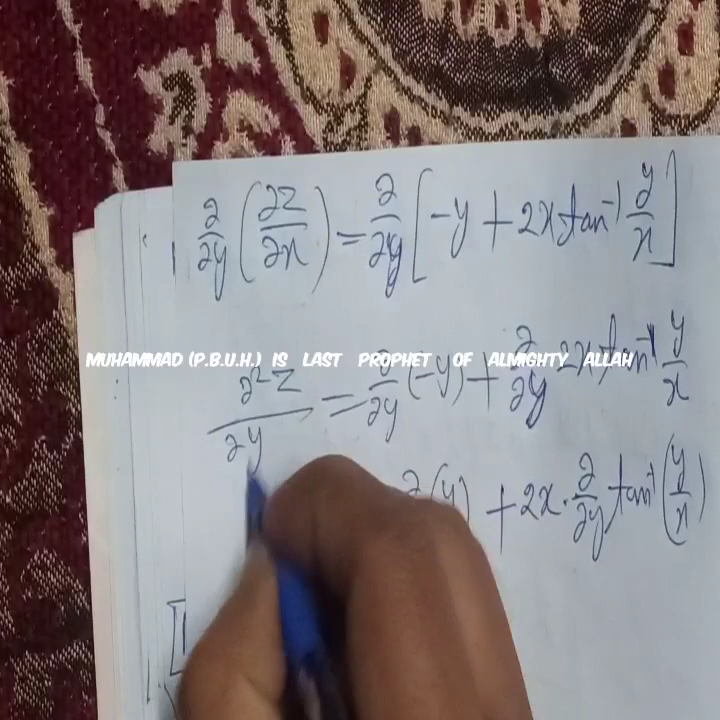 ∂/∂y (∂z/∂x) = ∂/∂y [-y + 2x tan⁻¹ y/x]
MUHAMMAD (P.B.U.H.) IS LAST PROPHET OF ALMIGHTY ALLAH
∂²z/∂y = ∂/∂y (-y) + ∂/∂y 2x tan⁻¹ y/x
(y) + 2x · ∂/∂y tan⁻¹ (y/x)